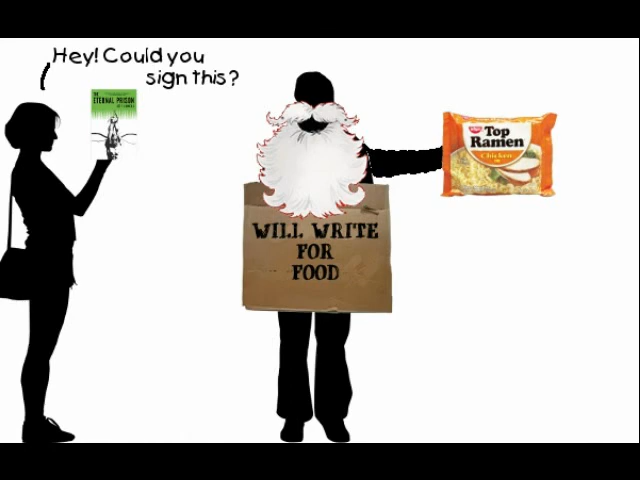 Hey! Could you
sign this?
THE
ETERNAL PRISON
Top
Ramen
Chicken
WILL WRITE
FOR
FOOD